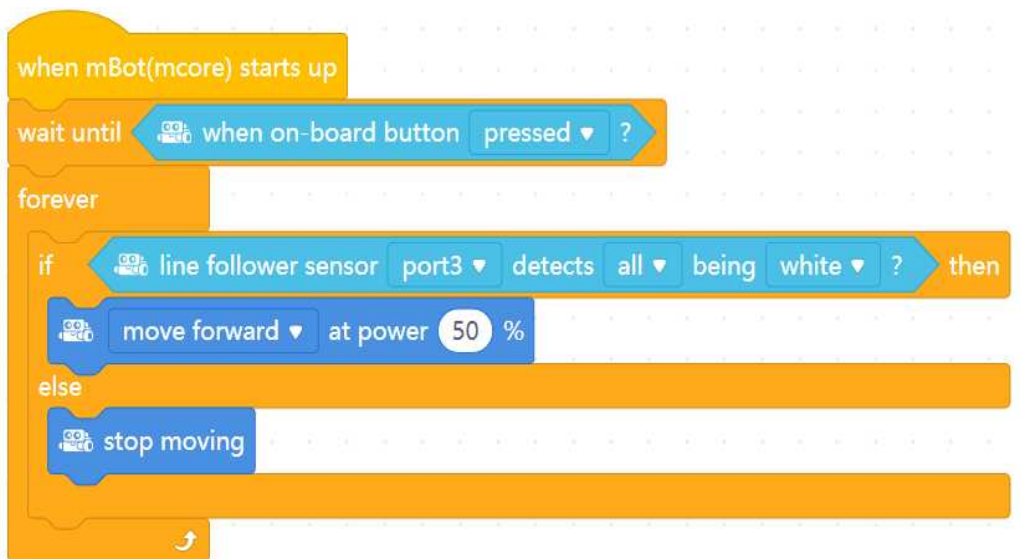 when mBot(mcore) starts up
wait until when on-board button pressed ?
forever
if line follower sensor port3 detects all being white ? then
move forward at power 50 %
else
stop moving